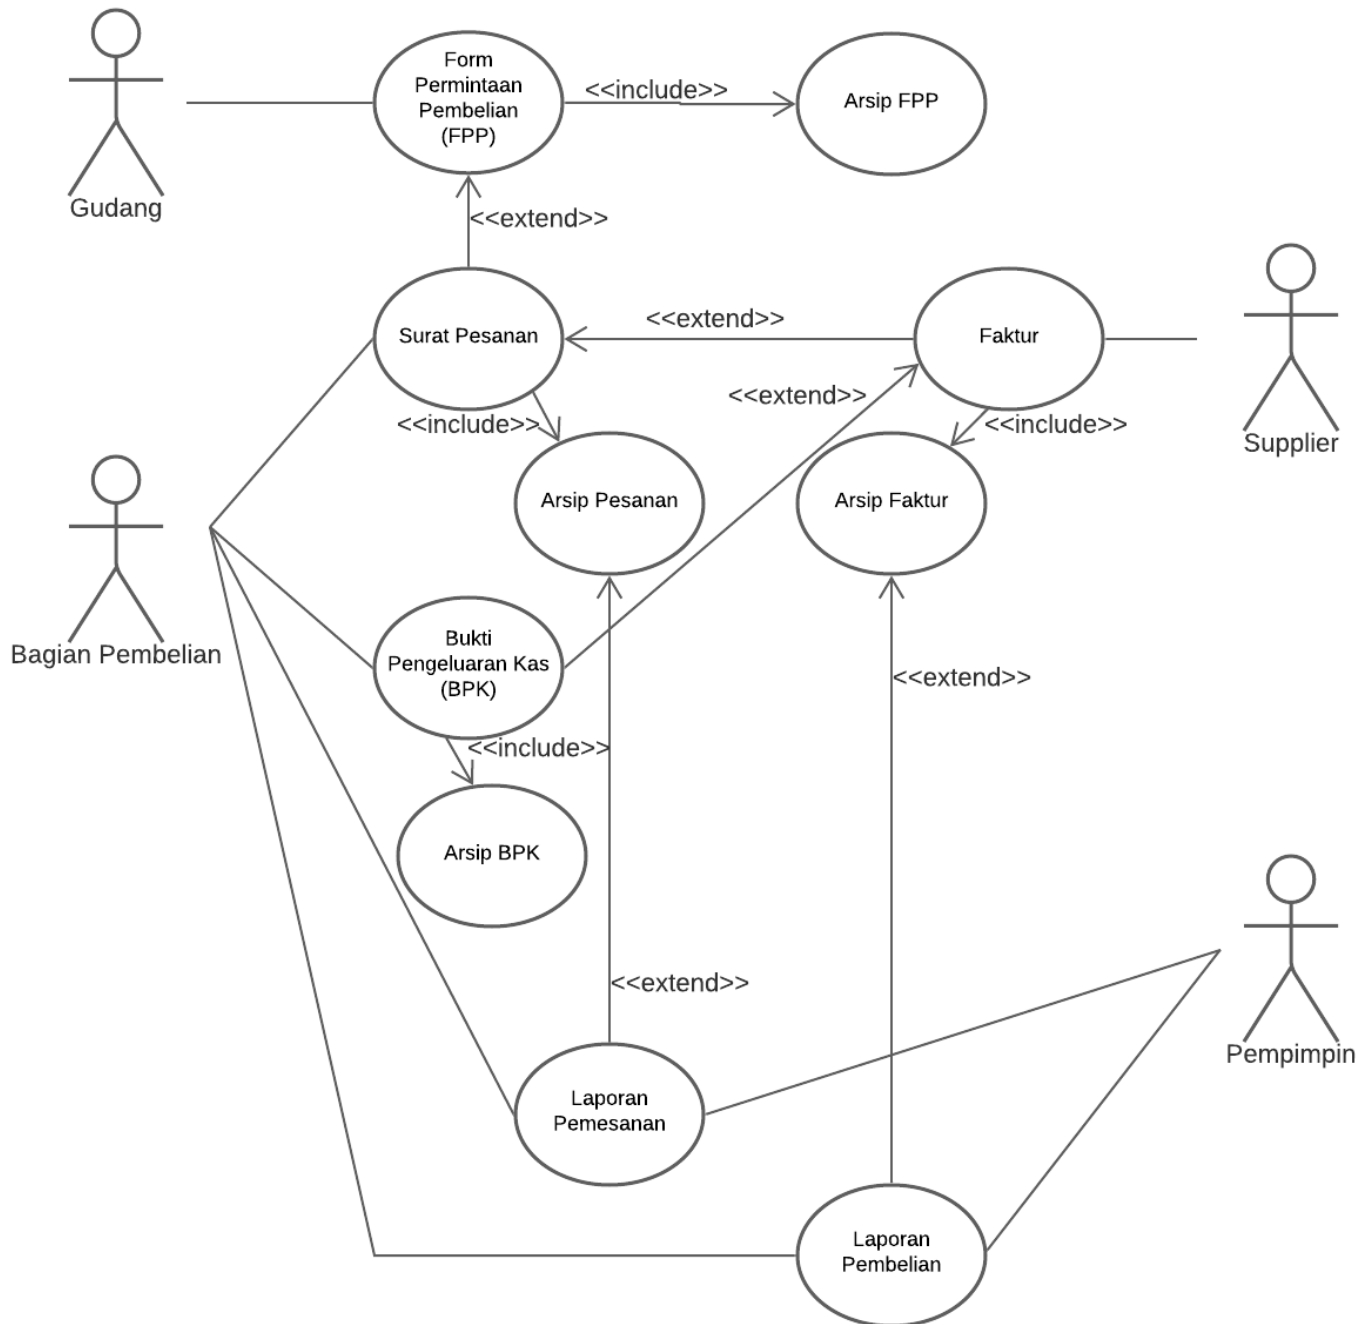 Form
Permintaan
Pembelian
(FPP)
<<include>>
Arsip FPP
Gudang
<<extend>>
Surat Pesanan
<<extend>>
Faktur
<<extend>>
<<include>>
<<include>>
Supplier
Arsip Pesanan
Arsip Faktur
Bagian Pembelian
Bukti
Pengeluaran Kas
(BPK)
<<extend>>
<<include>>
Arsip BPK
<<extend>>
Pempimpin
Laporan
Pemesanan
Laporan
Pembelian